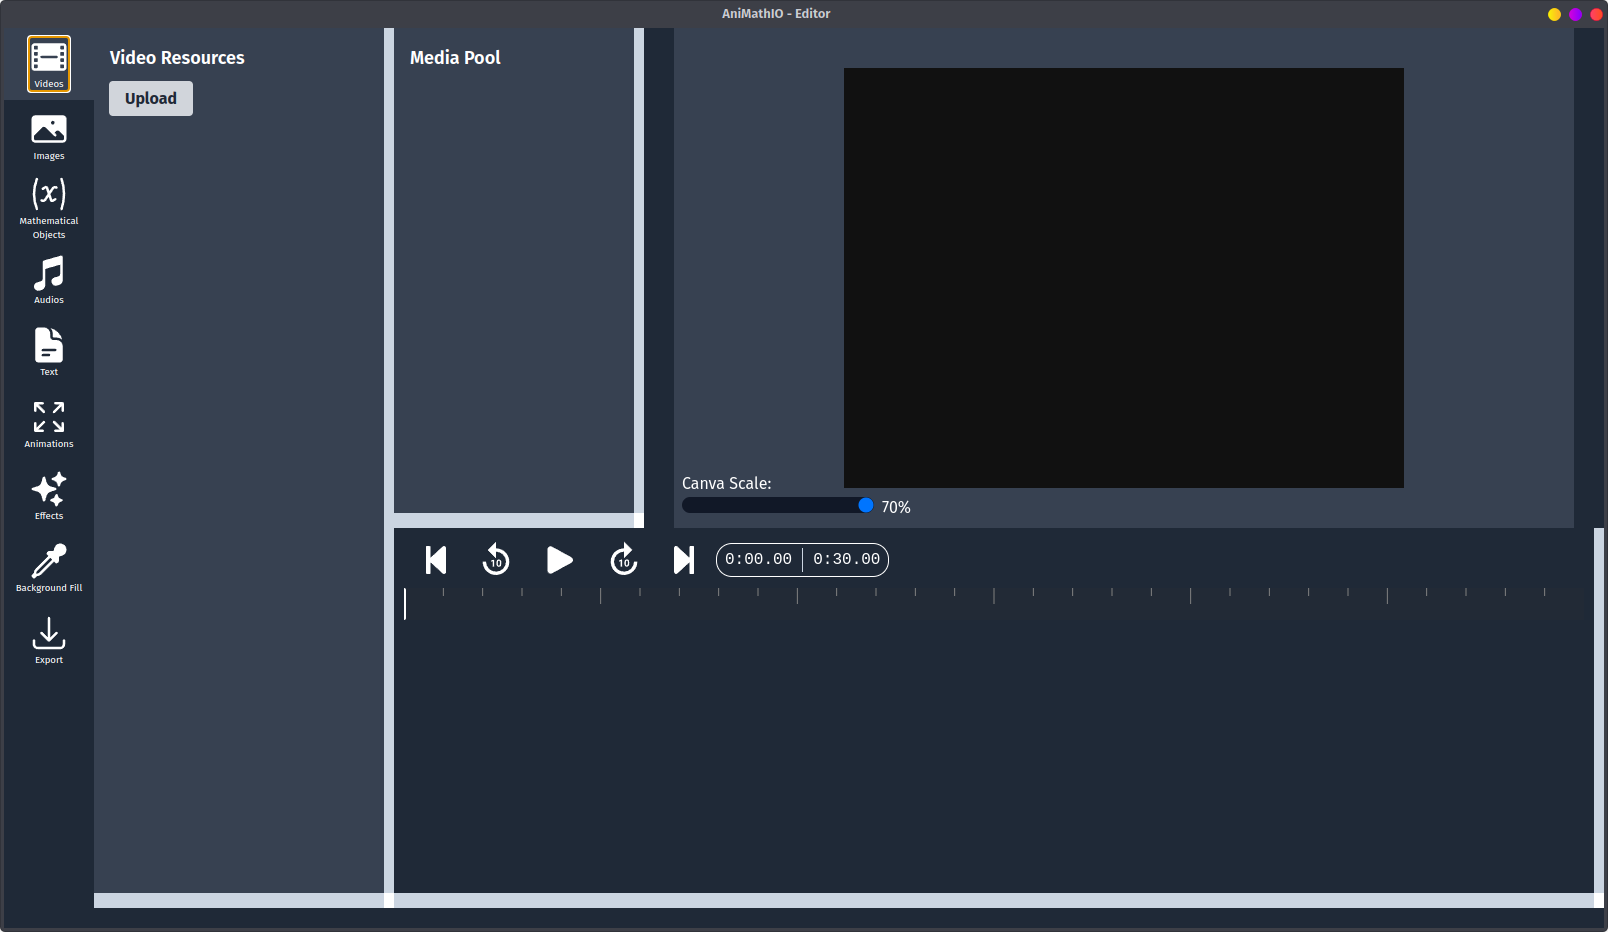 AniMathIO - Editor
Videos
Images
(x)
Mathematical
Objects
Audios
Text
Animations
Effects
Background Fill
Export
Video Resources
Upload
Media Pool
Canva Scale:
70%
10
10
0:00.00 | 0:30.00